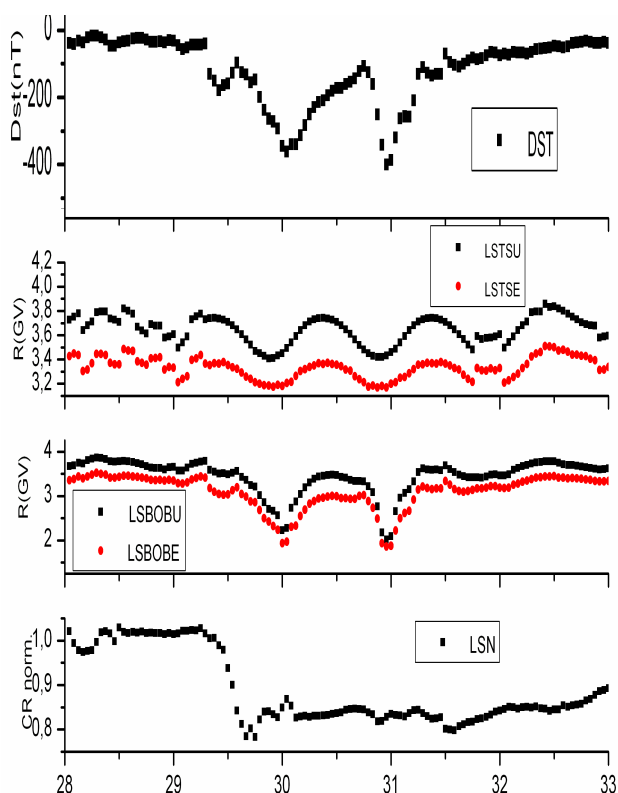 0
-200
-400
Dst(nT)
DST
4,2
4,0
3,8
3,6
3,4
3,2
R(GV)
LSTSU
LSTSE
4
3
2
R(GV)
LSBOBU
LSBOBE
1,0
0,9
0,8
CR norm.
LSN
28 29 30 31 32 33